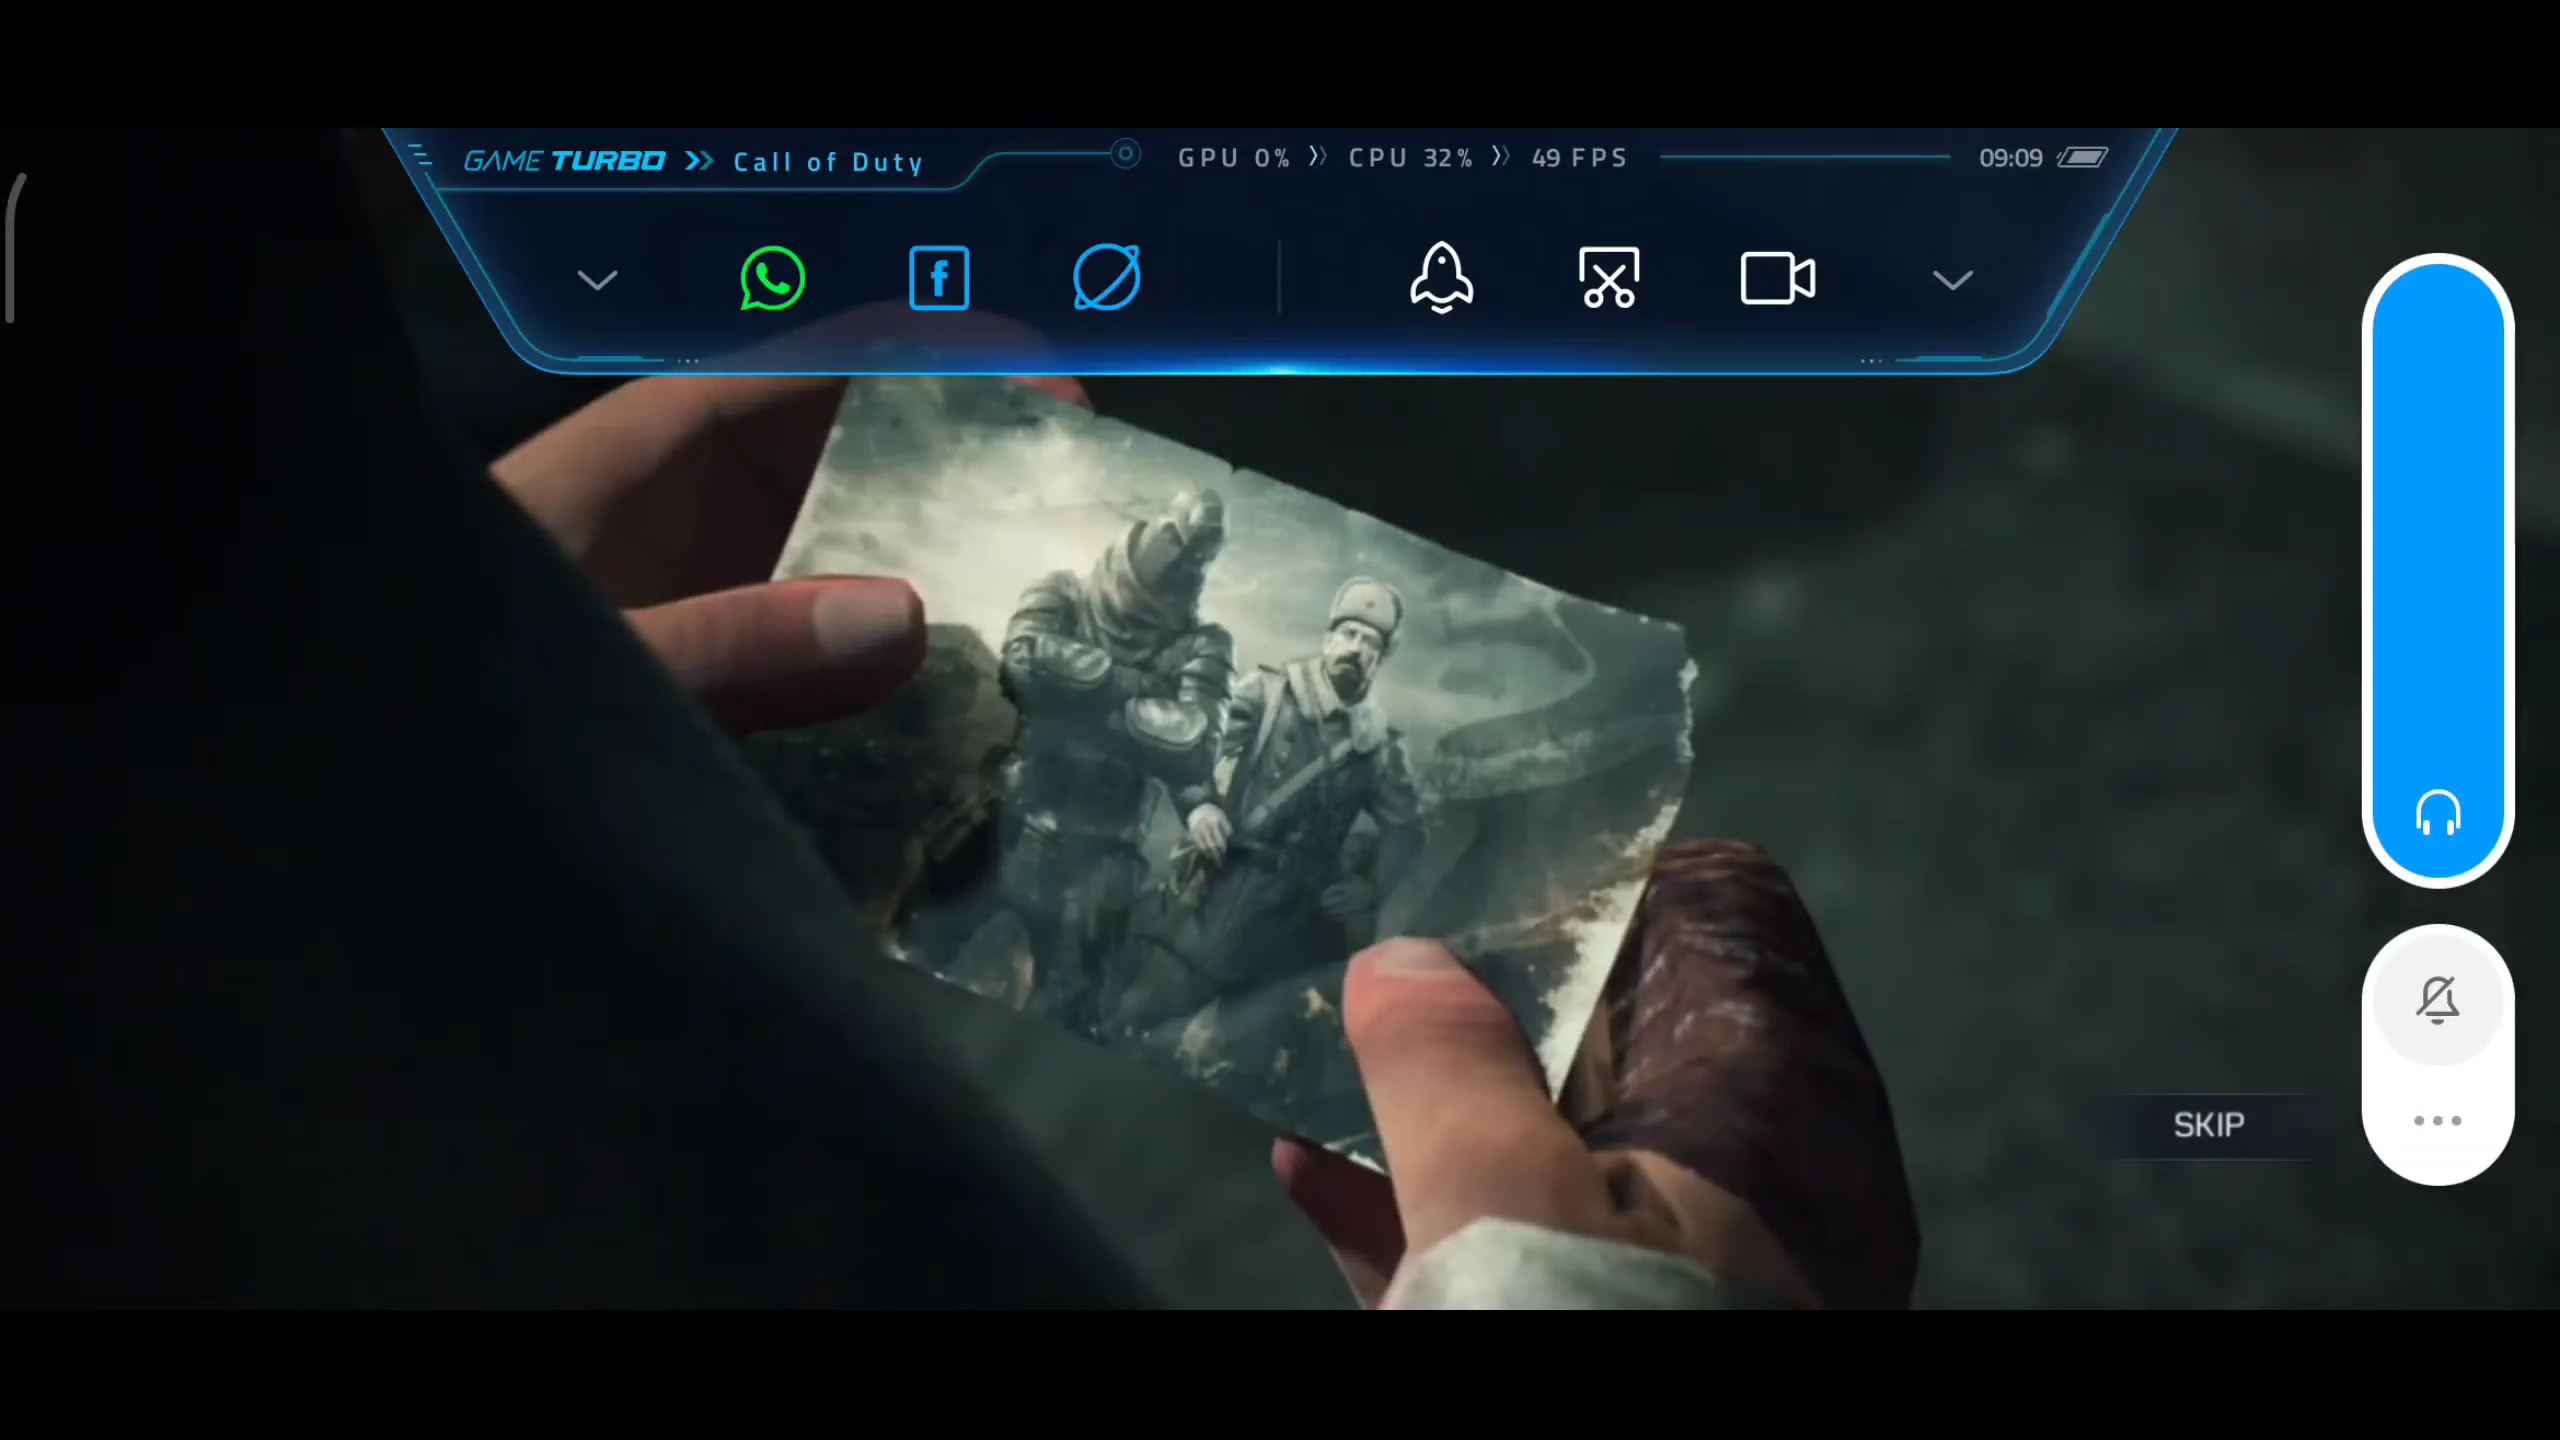 GAME TURBO >> Call of Duty
GPU 0% >> CPU 32% >> 49 FPS
09:09
SKIP